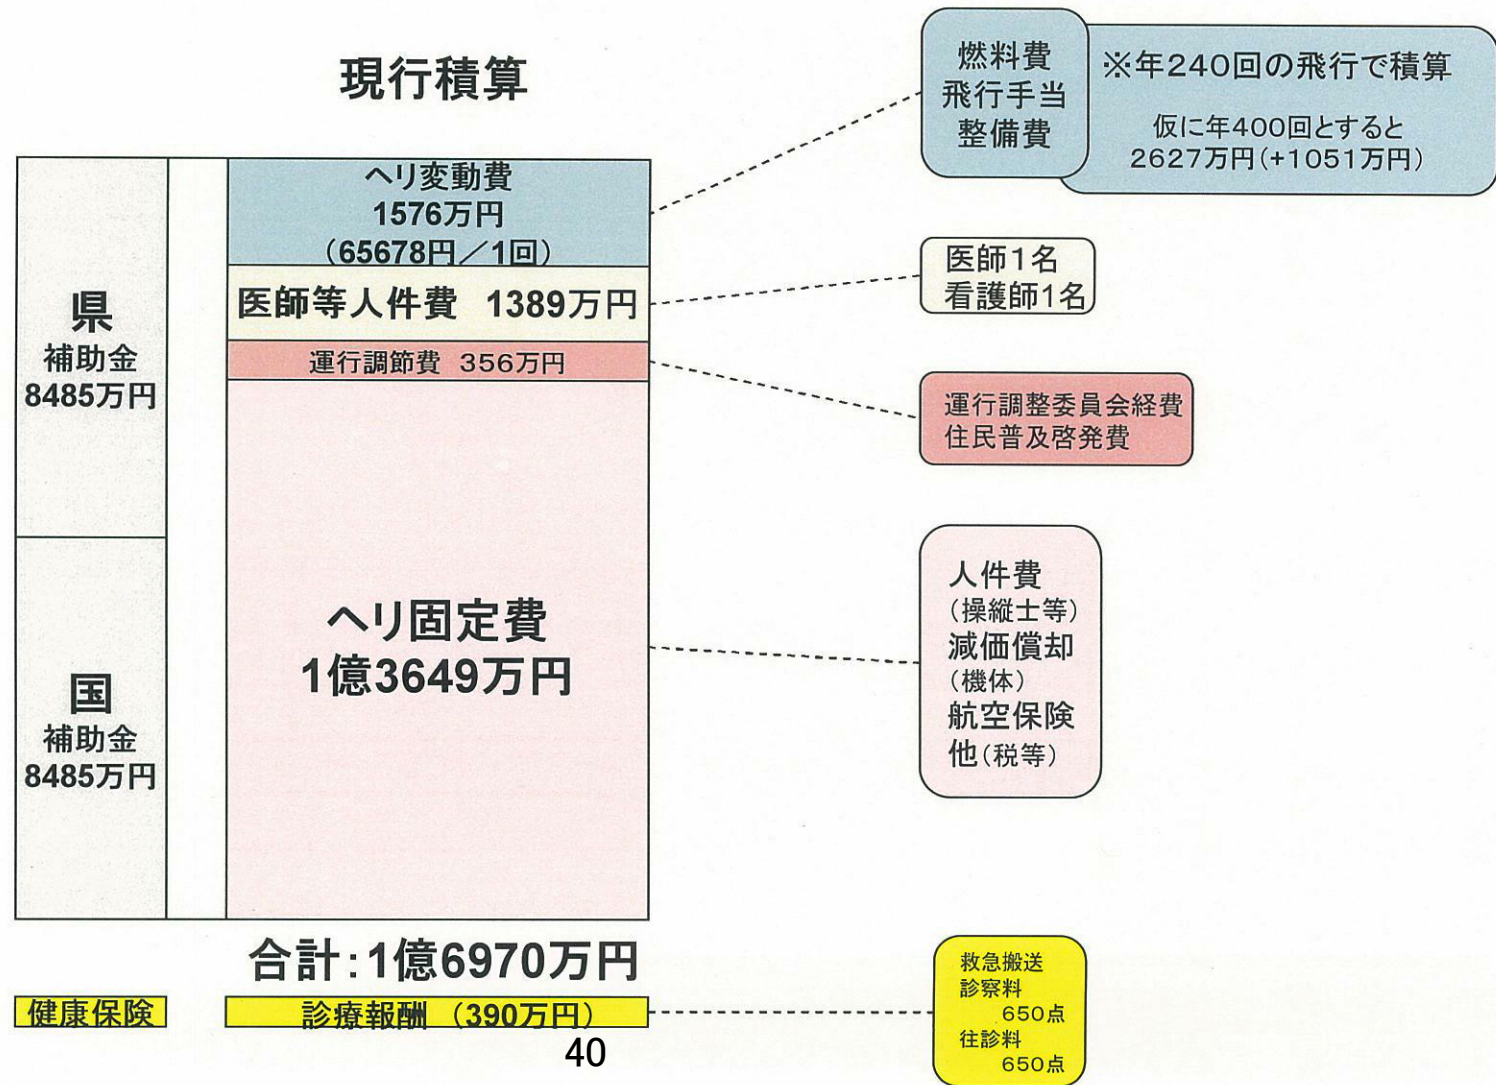 現行積算
県
補助金
8485万円
国
補助金
8485万円
ヘリ変動費
1576万円
(65678円／1回)
医師等人件費 1389万円
運行調節費 356万円
ヘリ固定費
1億3649万円
燃料費
飛行手当
整備費
※年240回の飛行で積算
仮に年400回とすると
2627万円(+1051万円)
医師1名
看護師1名
運行調整委員会経費
住民普及啓発費
人件費
(操縦士等)
減価償却
(機体)
航空保険
他(税等)
合計:1億6970万円
健康保険
診療報酬 (390万円)
救急搬送
診察料
650点
往診料
650点
40